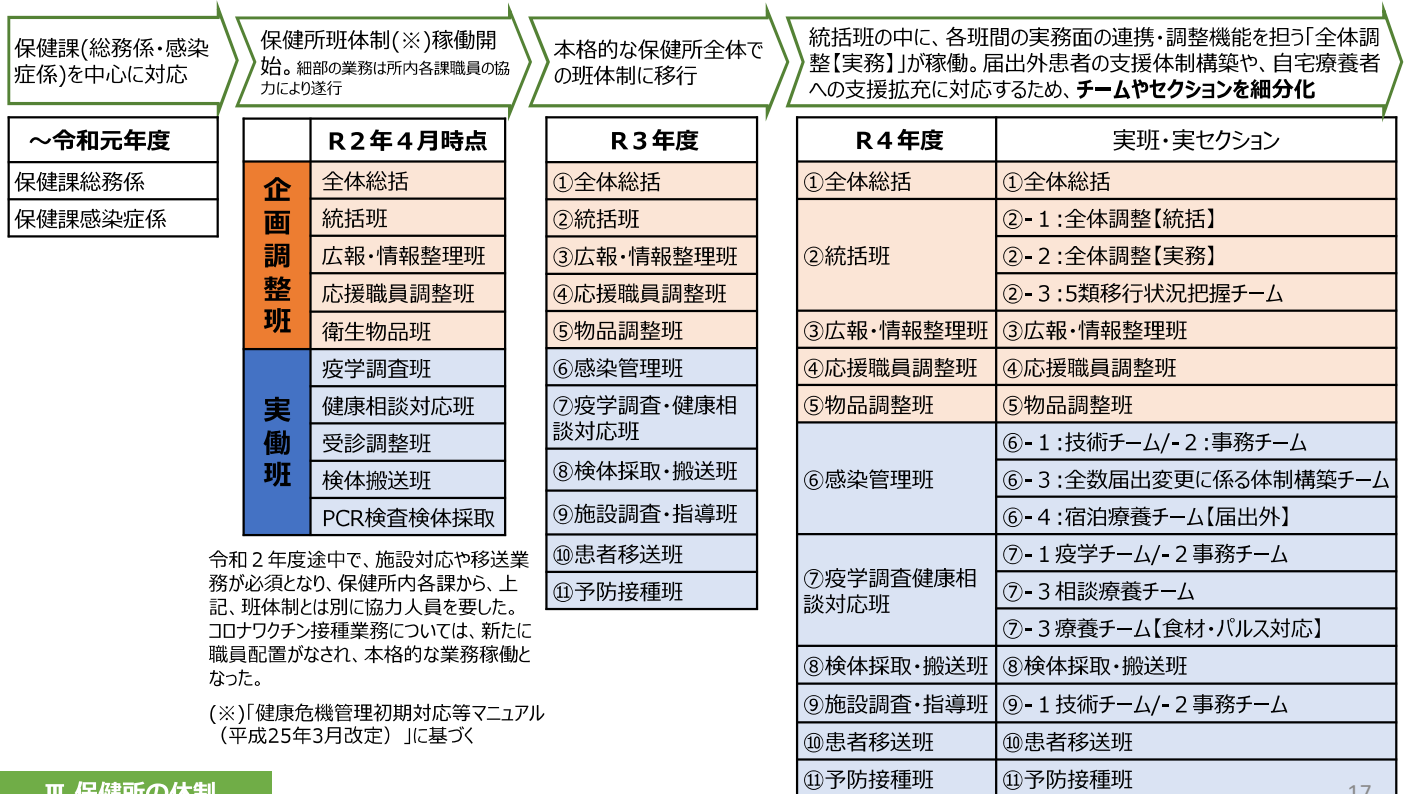 保健課(総務係・感染
症係)を中心に対応
保健所班体制(※)稼働開
始。細部の業務は所内各課職員の協
力により遂行
本格的な保健所全体で
の班体制に移行
統括班の中に、各班間の実務面の連携・調整機能を担う「全体調
整【実務】」が稼働。届出外患者の支援体制構築や、自宅療養者
への支援拡充に対応するため、チームやセクションを細分化
～令和元年度
保健課総務係
保健課感染症係
R2年4月時点
企画調整班
全体総括
統括班
広報・情報整理班
応援職員調整班
衛生物品班
実働班
疫学調査班
健康相談対応班
受診調整班
検体搬送班
PCR検査検体採取
令和2年度途中で、施設対応や移送業
務が必須となり、保健所内各課から、上
記、班体制とは別に協力人員を要した。
コロナワクチン接種業務については、新たに
職員配置がなされ、本格的な業務稼働と
なった。
(※)「健康危機管理初期対応等マニュアル
（平成25年3月改定）」に基づく
R3年度
①全体総括
②統括班
③広報・情報整理班
④応援職員調整班
⑤物品調整班
⑥感染管理班
⑦疫学調査・健康相
談対応班
⑧検体採取・搬送班
⑨施設調査・指導班
⑩患者移送班
⑪予防接種班
R4年度 実班・実セクション
①全体総括 ①全体総括
②統括班
②-1:全体調整【統括】
②-2:全体調整【実務】
②-3:5類移行状況把握チーム
③広報・情報整理班 ③広報・情報整理班
④応援職員調整班 ④応援職員調整班
⑤物品調整班 ⑤物品調整班
⑥感染管理班
⑥-1:技術チーム/-2:事務チーム
⑥-3:全数届出変更に係る体制構築チーム
⑥-4:宿泊療養チーム【届出外】
⑦疫学調査健康相
談対応班
⑦-1疫学チーム/-2事務チーム
⑦-3相談療養チーム
⑦-3療養チーム【食材・パルス対応】
⑧検体採取・搬送班 ⑧検体採取・搬送班
⑨施設調査・指導班 ⑨-1技術チーム/-2事務チーム
⑩患者移送班 ⑩患者移送班
⑪予防接種班 ⑪予防接種班
保健所の体制
17